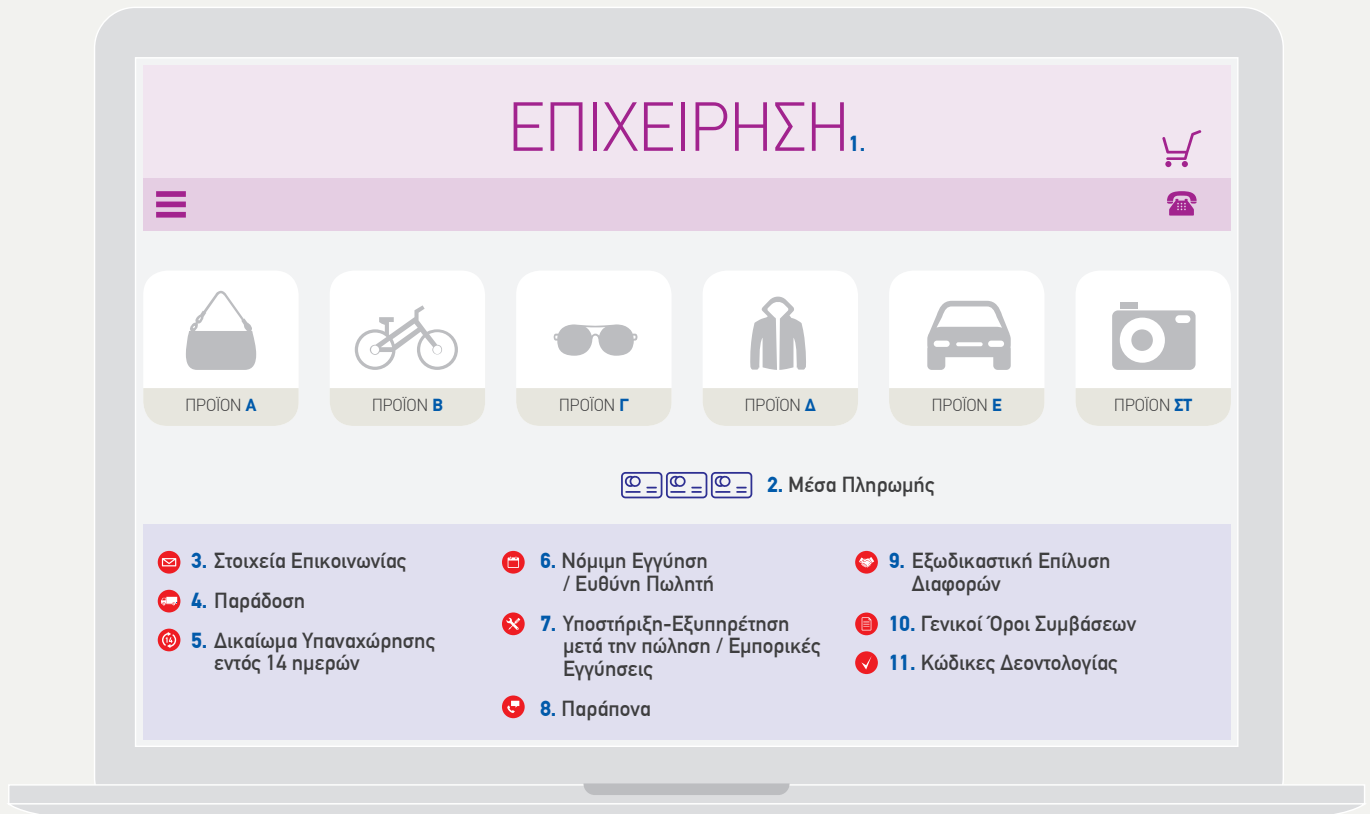 ΕΠΙΧΕΙΡΗΣΗ1.
ΠΡΟΪΟΝ Α
ΠΡΟΪΟΝ Β
ΠΡΟΪΟΝ Γ
ΠΡΟΪΟΝ Δ
ΠΡΟΪΟΝ Ε
ΠΡΟΪΟΝ ΣΤ
2. Μέσα Πληρωμής
3. Στοιχεία Επικοινωνίας
4. Παράδοση
14
5. Δικαίωμα Υπαναχώρησης
εντός 14 ημερών
6. Νόμιμη Εγγύηση
/ Ευθύνη Πωλητή
7. Υποστήριξη-Εξυπηρέτηση
μετά την πώληση / Εμπορικές
Εγγύησεις
8. Παράπονα
9. Εξωδικαστική Επίλυση
Διαφορών
10. Γενικοί Όροι Συμβάσεων
11. Κώδικες Δεοντολογίας